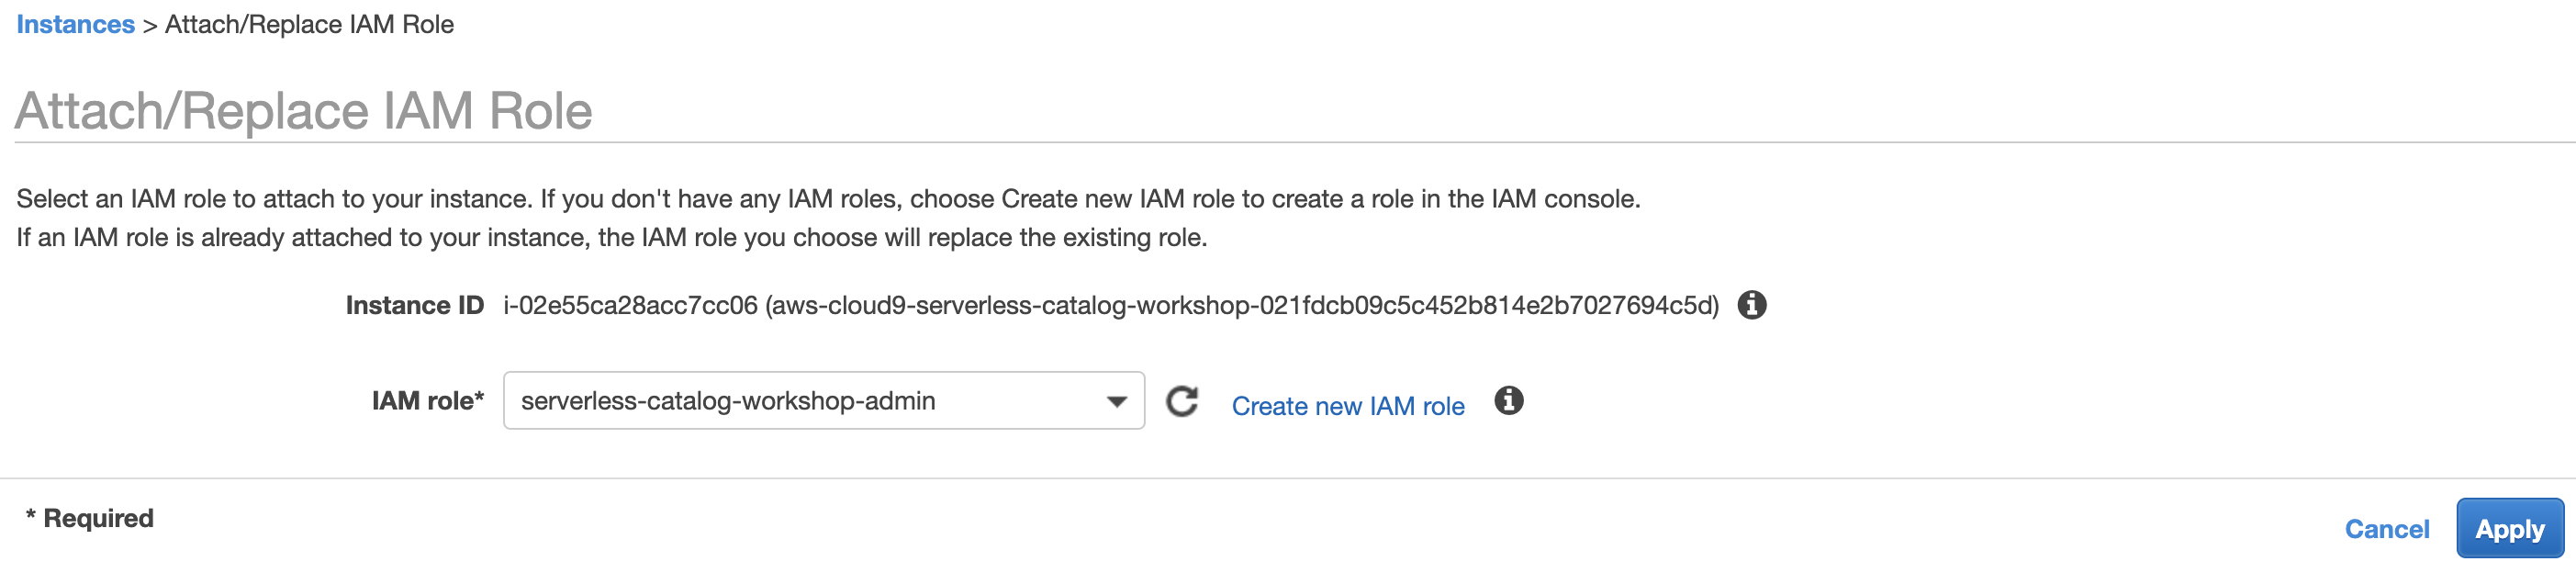 Instances > Attach/Replace IAM Role
Attach/Replace IAM Role
Select an IAM role to attach to your instance. If you don't have any IAM roles, choose Create new IAM role to create a role in the IAM console.
If an IAM role is already attached to your instance, the IAM role you choose will replace the existing role.
Instance ID i-02e55ca28acc7cc06 (aws-cloud9-serverless-catalog-workshop-021fdcb09c5c452b814e2b7027694c5d)
IAM role* serverless-catalog-workshop-admin Create new IAM role
* Required
Cancel Apply